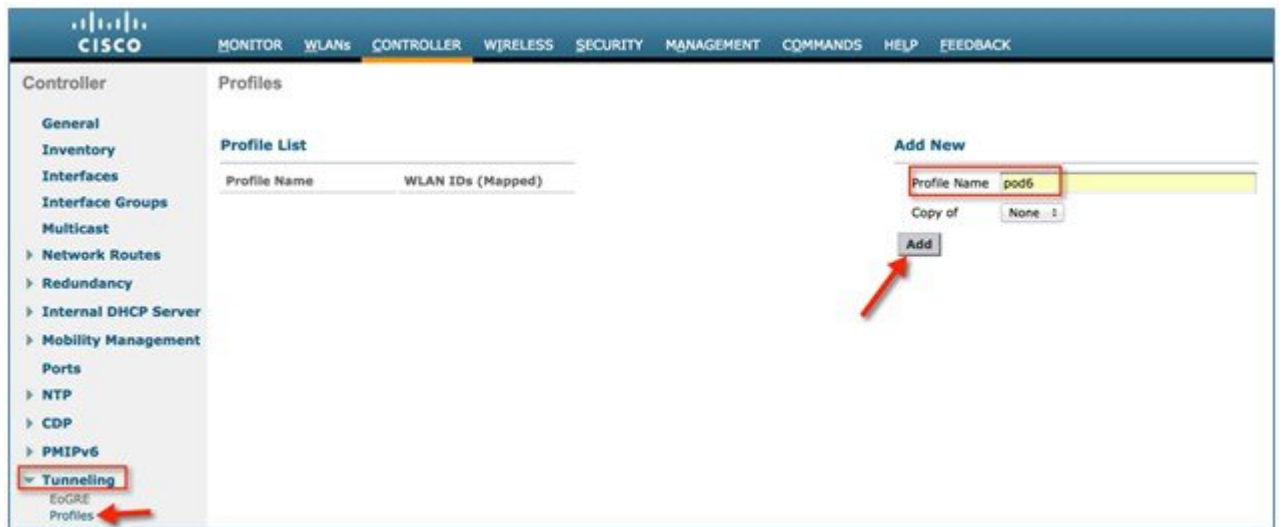 CISCO
MONITOR WLANs CONTROLLER WIRELESS SECURITY MANAGEMENT COMMANDS HELP FEEDBACK
Controller
General
Inventory
Interfaces
Interface Groups
Multicast
Network Routes
Redundancy
Internal DHCP Server
Mobility Management
Ports
NTP
CDP
PMIPv6
Tunneling
EoGRE
Profiles
Profiles
Profile List
Profile Name WLAN IDs (Mapped)
Add New
Profile Name pod6
Copy of None
Add